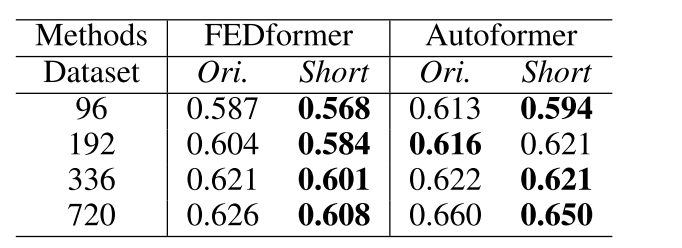 Methods FEDformer Autoformer
Dataset Ori. Short Ori. Short
96 0.587 0.568 0.613 0.594
192 0.604 0.584 0.616 0.621
336 0.621 0.601 0.622 0.621
720 0.626 0.608 0.660 0.650